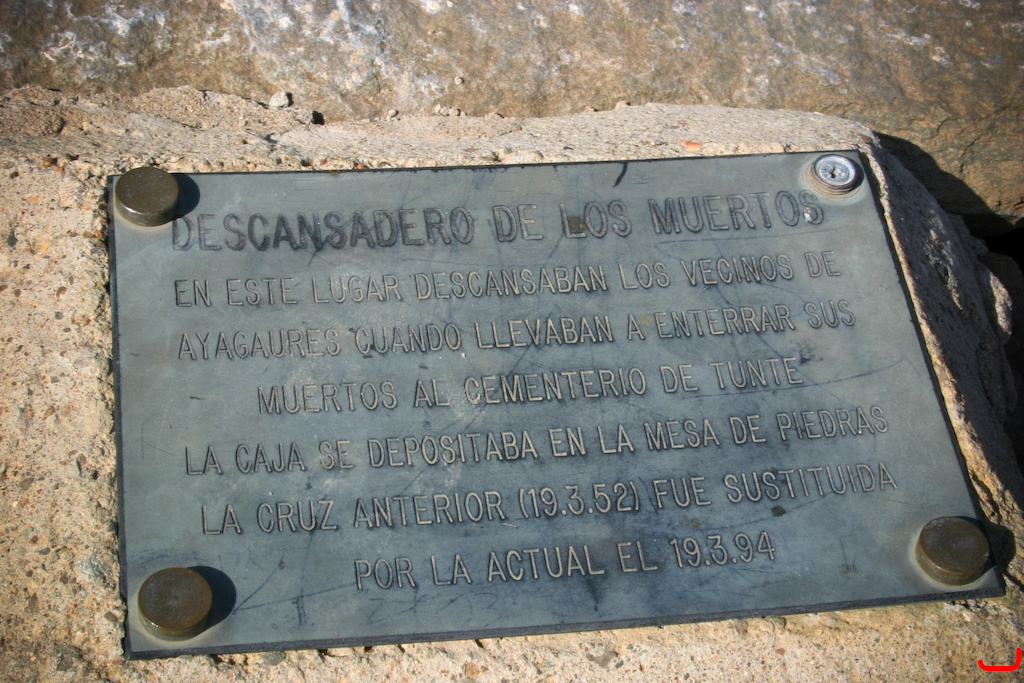 DESCANSADERO DE LOS MUERTOS
EN ESTE LUGAR DESCANSABAN LOS VECINOS DE
AYAGAURES CUANDO LLEVABAN A ENTERRAR SUS
MUERTOS AL CEMENTERIO DE TUNTE
LA CAJA SE DEPOSITABA EN LA MESA DE PIEDRAS
LA CRUZ ANTERIOR (19.3.52) FUE SUSTITUIDA
POR LA ACTUAL EL 19.3.94